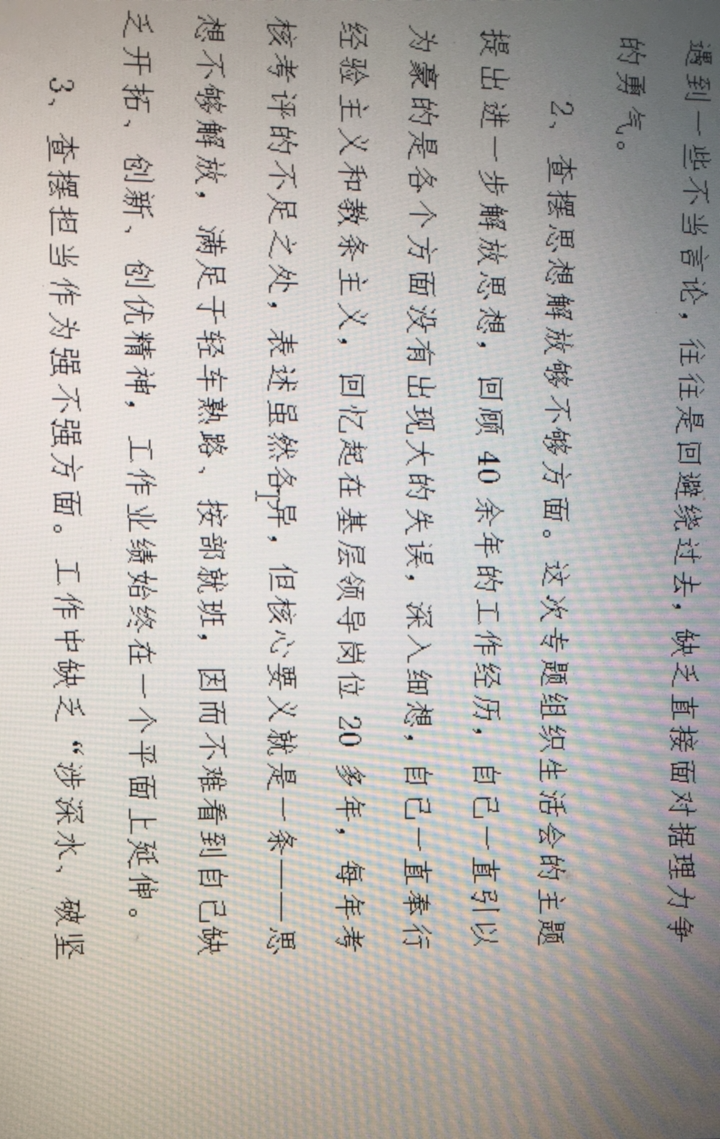 遇到一些不当言论，往往是回避绕过去，缺乏直接面对据理力争
的勇气。
2、查摆思想解放够不够方面。这次专题组织生活会的主题
提出进一步解放思想，回顾 40 余年的工作经历，自己一直引以
为豪的是各个方面没有出现大的失误，深入细想，自己一直奉行
经验主义和教条主义，回忆起在基层领导岗位 20 多年，每年考
核考评的不足之处，表述虽然各异，但核心要义就是一条——思
想不够解放，满足于轻车熟路、按部就班，因而不难看到自己缺
乏开拓、创新、创优精神，工作业绩始终在一个平面上延伸。
3、查摆担当作为强不强方面。工作中缺乏“涉深水、破坚